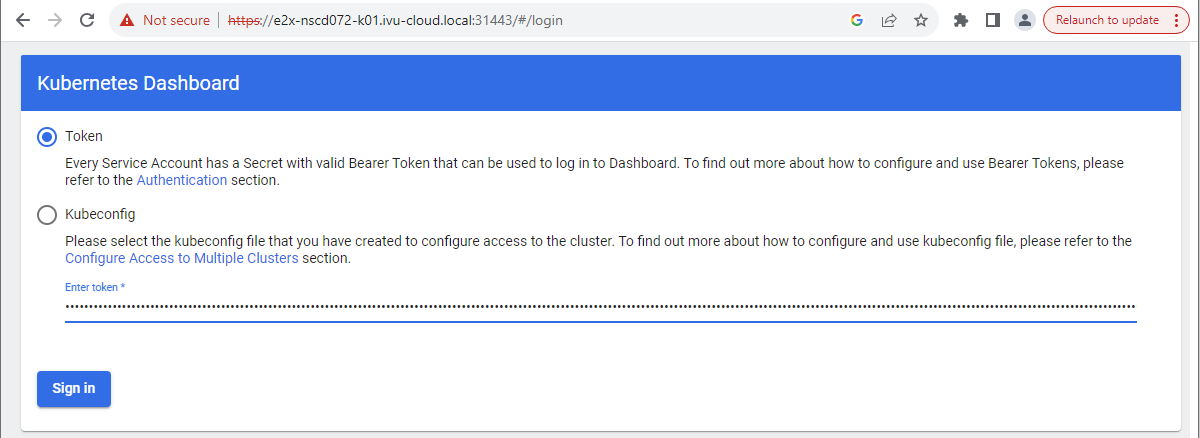 Not secure https://e2x-nscd072-k01.ivu-cloud.local:31443/#/login Relaunch to update
Kubernetes Dashboard
Token
Every Service Account has a Secret with valid Bearer Token that can be used to log in to Dashboard. To find out more about how to configure and use Bearer Tokens, please
refer to the Authentication section.
Kubeconfig
Please select the kubeconfig file that you have created to configure access to the cluster. To find out more about how to configure and use kubeconfig file, please refer to the
Configure Access to Multiple Clusters section.
Enter token *
Sign in